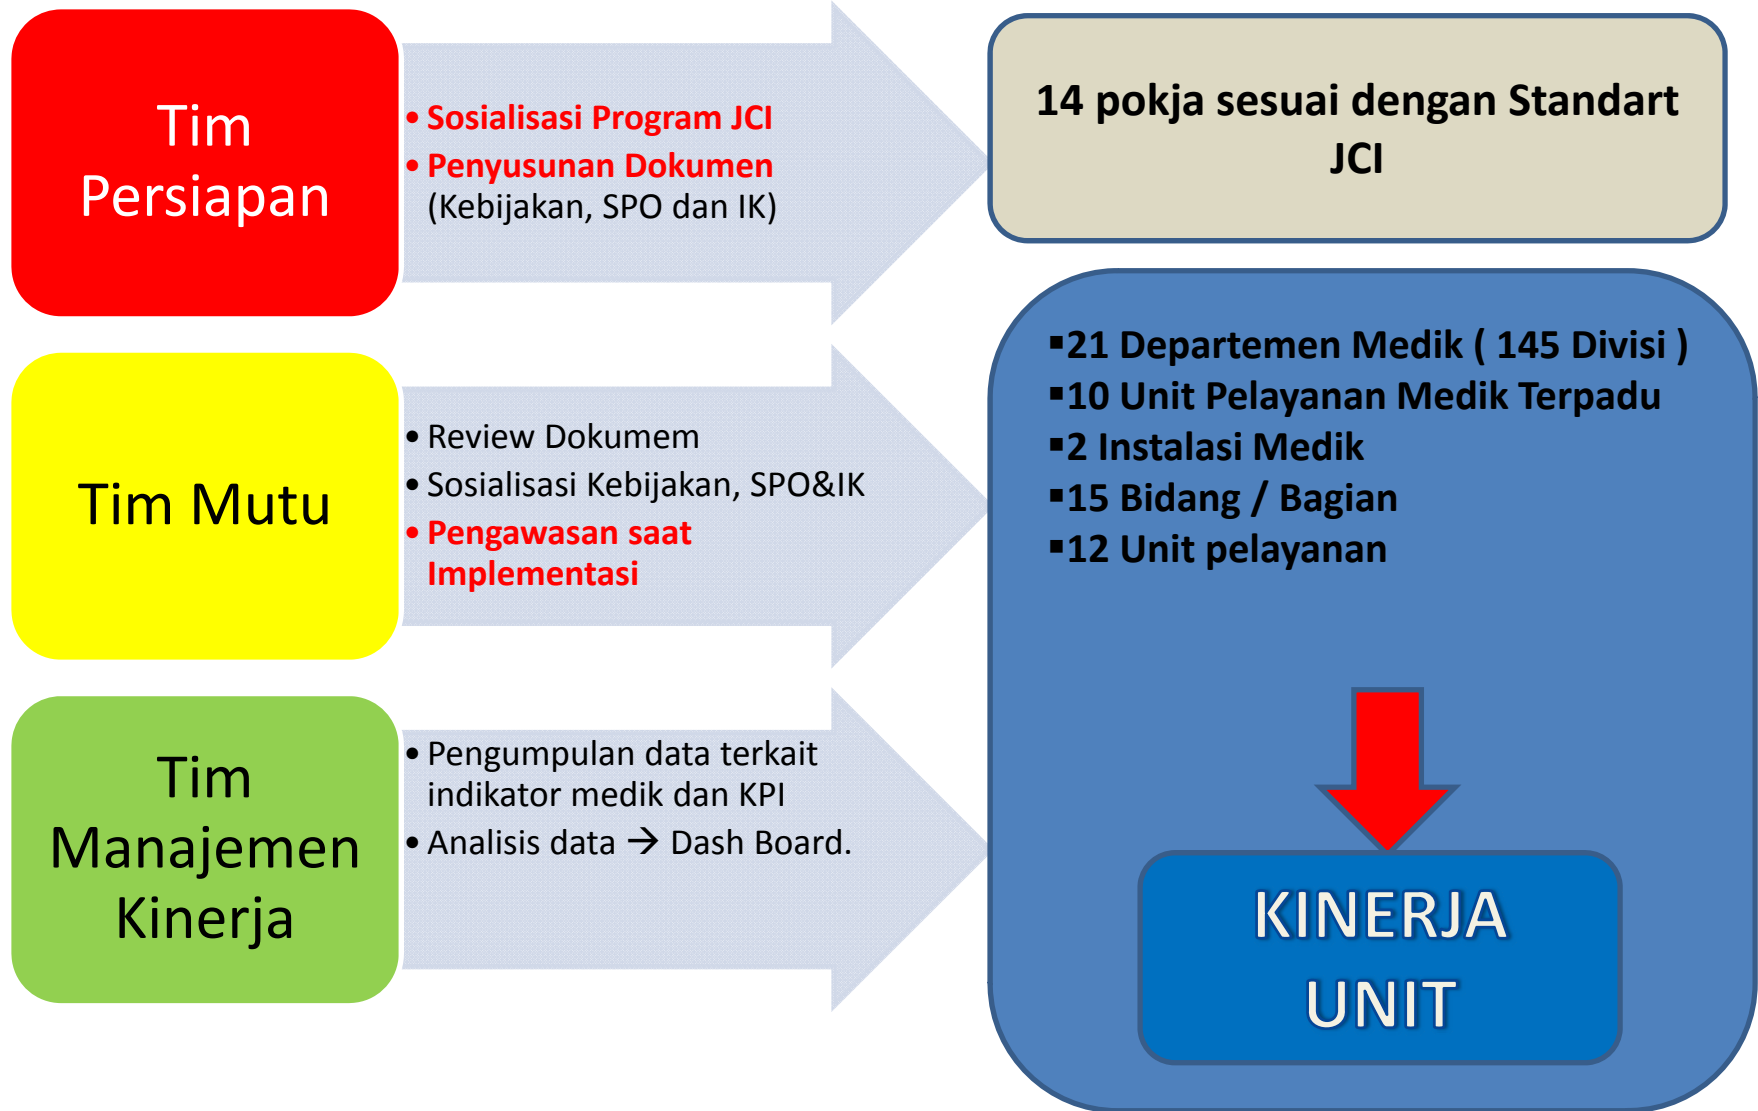 Tim
Persiapan
• Sosialisasi Program JCI
• Penyusunan Dokumen
(Kebijakan, SPO dan IK)
14 pokja sesuai dengan Standart
JCI
Tim Mutu
• Review Dokumem
• Sosialisasi Kebijakan, SPO&IK
• Pengawasan saat
Implementasi
Tim
Manajemen
Kinerja
• Pengumpulan data terkait
indikator medik dan KPI
• Analisis data → Dash Board.
▪21 Departemen Medik ( 145 Divisi )
▪10 Unit Pelayanan Medik Terpadu
▪2 Instalasi Medik
▪15 Bidang / Bagian
▪12 Unit pelayanan
KINERJA
UNIT